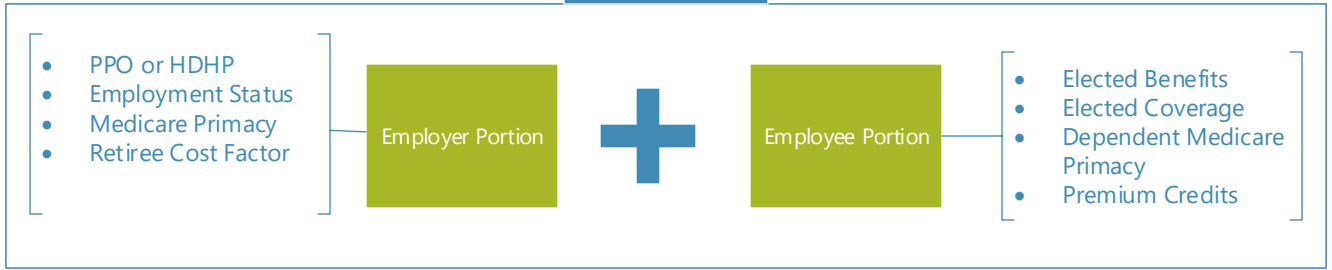 PPO or HDHP
Employment Status
Medicare Primacy
Retiree Cost Factor
Employer Portion
Employee Portion
Elected Benefits
Elected Coverage
Dependent Medicare
Primacy
Premium Credits